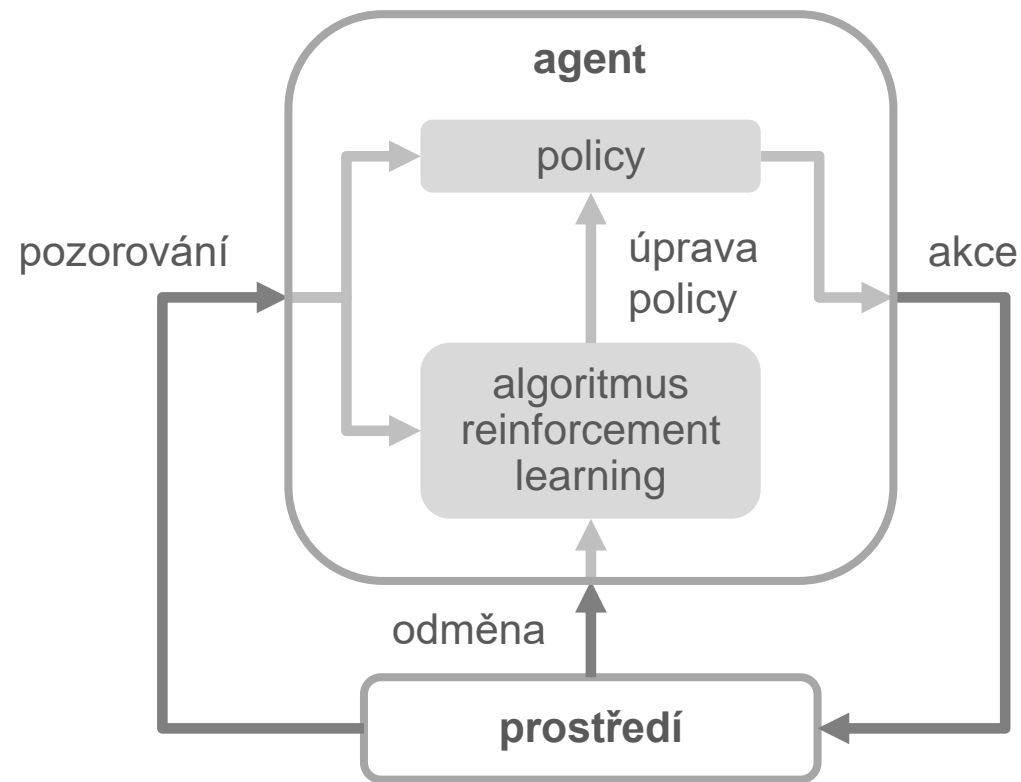 agent
policy
pozorování
úprava
policy
akce
algoritmus
reinforcement
learning
odměna
prostředí